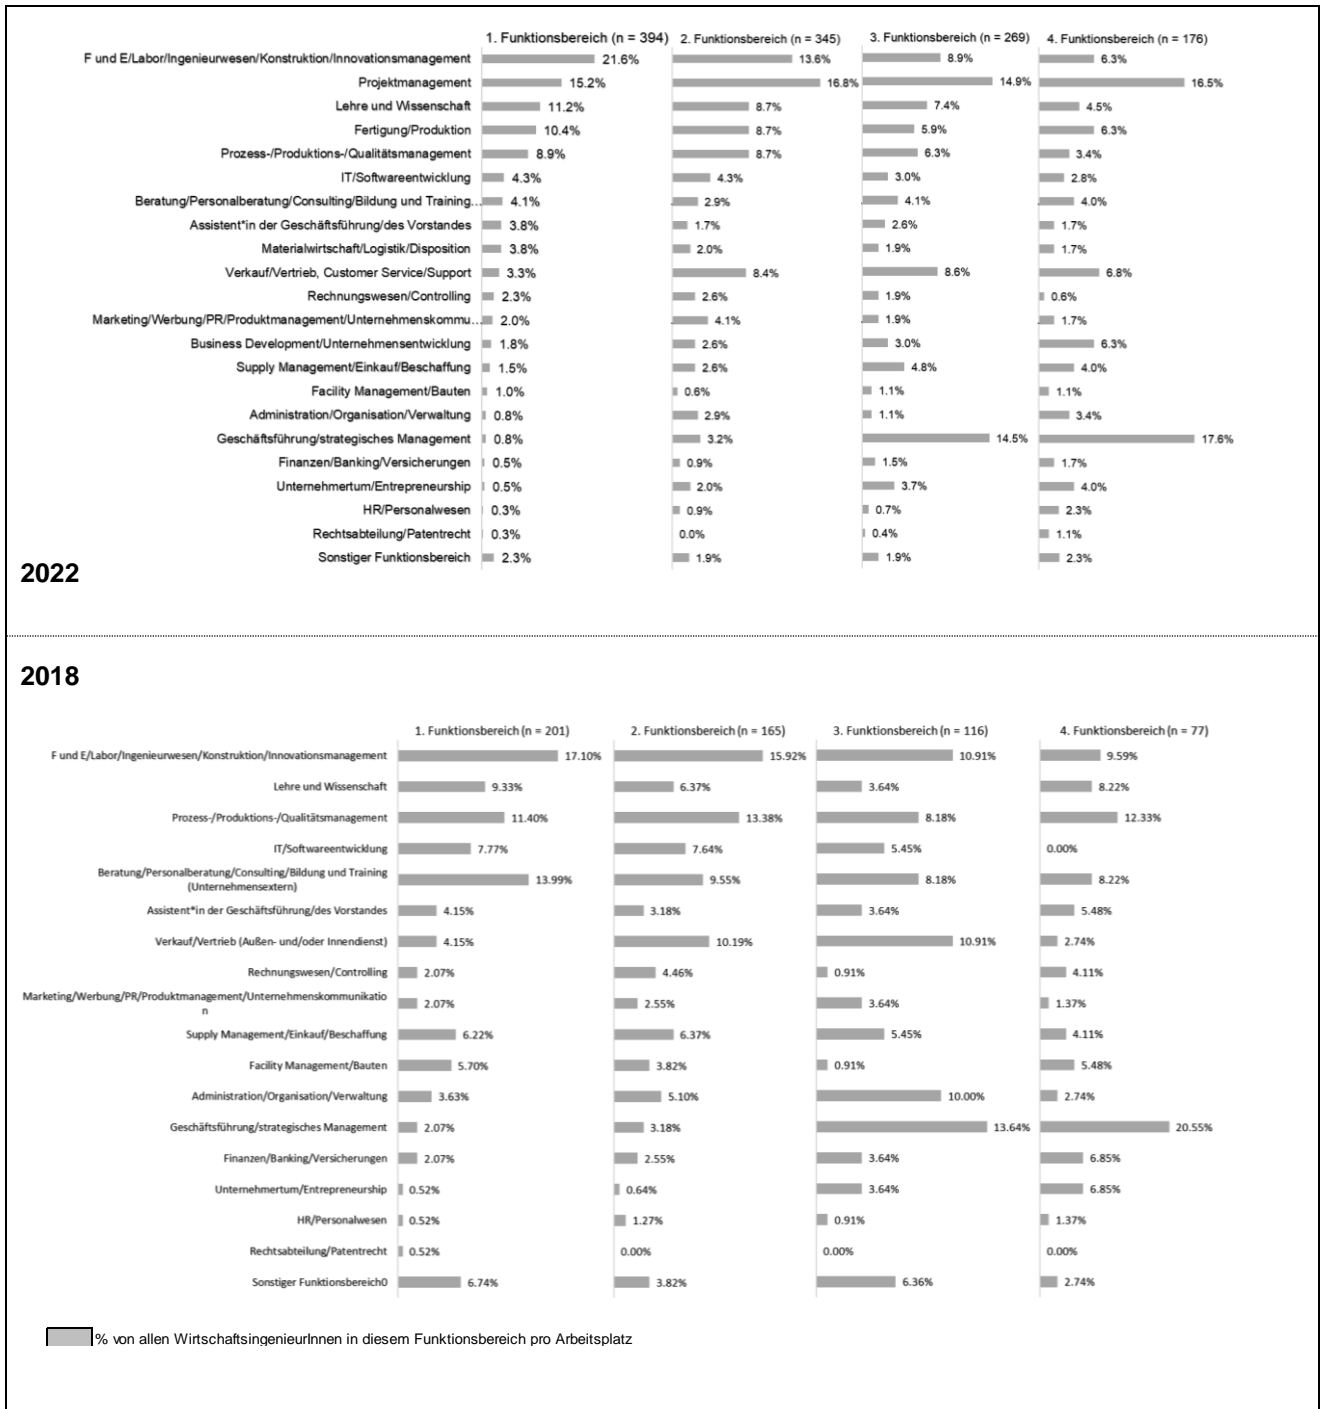 1. Funktionsbereich (n = 394) 2. Funktionsbereich (n = 345) 3. Funktionsbereich (n = 269) 4. Funktionsbereich (n = 176)
F und E/Labor/Ingenieurwesen/Konstruktion/Innovationsmanagement 21.6% 13.6% 8.9% 6.3%
Projektmanagement 15.2% 16.8% 14.9% 16.5%
Lehre und Wissenschaft 11.2% 8.7% 7.4% 4.5%
Fertigung/Produktion 10.4% 8.7% 5.9% 6.3%
Prozess-/Produktions-/Qualitätsmanagement 8.9% 8.7% 6.3% 3.4%
IT/Softwareentwicklung 4.3% 4.3% 3.0% 2.8%
Beratung/Personalberatung/Consulting/Bildung und Training... 4.1% 2.9% 4.1% 4.0%
Assistent*in der Geschäftsführung/des Vorstandes 3.8% 1.7% 2.6% 1.7%
Materialwirtschaft/Logistik/Disposition 3.8% 2.0% 1.9% 1.7%
Verkauf/Vertrieb, Customer Service/Support 3.3% 8.4% 8.6% 6.8%
Rechnungswesen/Controlling 2.3% 2.6% 1.9% 0.6%
Marketing/Werbung/PR/Produktmanagement/Unternehmenskommu... 2.0% 4.1% 1.9% 1.7%
Business Development/Unternehmensentwicklung 1.8% 2.6% 3.0% 6.3%
Supply Management/Einkauf/Beschaffung 1.5% 2.6% 4.8% 4.0%
Facility Management/Bauten 1.0% 0.6% 1.1% 1.1%
Administration/Organisation/Verwaltung 0.8% 2.9% 1.1% 3.4%
Geschäftsführung/strategisches Management 0.8% 3.2% 14.5% 17.6%
Finanzen/Banking/Versicherungen 0.5% 0.9% 1.5% 1.7%
Unternehmertum/Entrepreneurship 0.5% 2.0% 3.7% 4.0%
HR/Personalwesen 0.3% 0.9% 0.7% 2.3%
Rechtsabteilung/Patentrecht 0.3% 0.0% 0.4% 1.1%
Sonstiger Funktionsbereich 2.3% 1.9% 1.9% 2.3%
2022
2018
1. Funktionsbereich (n = 201) 2. Funktionsbereich (n = 165) 3. Funktionsbereich (n = 116) 4. Funktionsbereich (n = 77)
F und E/Labor/Ingenieurwesen/Konstruktion/Innovationsmanagement 17.10% 15.92% 10.91% 9.59%
Lehre und Wissenschaft 9.33% 6.37% 3.64% 8.22%
Prozess-/Produktions-/Qualitätsmanagement 11.40% 13.38% 8.18% 12.33%
IT/Softwareentwicklung 7.77% 7.64% 5.45% 0.00%
Beratung/Personalberatung/Consulting/Bildung und Training
(Unternehmensextern) 13.99% 9.55% 8.18% 8.22%
Assistent*in der Geschäftsführung/des Vorstandes 4.15% 3.18% 3.64% 5.48%
Verkauf/Vertrieb (Außen- und/oder Innendienst) 4.15% 10.19% 10.91% 2.74%
Rechnungswesen/Controlling 2.07% 4.46% 0.91% 4.11%
Marketing/Werbung/PR/Produktmanagement/Unternehmenskommunikatio
n 2.07% 2.55% 3.64% 1.37%
Supply Management/Einkauf/Beschaffung 6.22% 6.37% 5.45% 4.11%
Facility Management/Bauten 5.70% 3.82% 0.91% 5.48%
Administration/Organisation/Verwaltung 3.63% 5.10% 10.00% 2.74%
Geschäftsführung/strategisches Management 2.07% 3.18% 13.64% 20.55%
Finanzen/Banking/Versicherungen 2.07% 2.55% 3.64% 6.85%
Unternehmertum/Entrepreneurship 0.52% 0.64% 3.64% 6.85%
HR/Personalwesen 0.52% 1.27% 0.91% 1.37%
Rechtsabteilung/Patentrecht 0.52% 0.00% 0.00% 0.00%
Sonstiger Funktionsbereich0 6.74% 3.82% 6.36% 2.74%
% von allen WirtschaftsingenieurInnen in diesem Funktionsbereich pro Arbeitsplatz